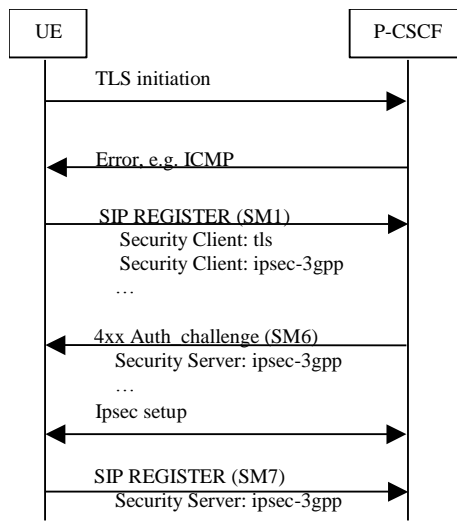 UE
P-CSCF
TLS initiation
Error, e.g. ICMP
SIP REGISTER (SM1)
Security Client: tls
Security Client: ipsec-3gpp
…
4xx Auth_challenge (SM6)
Security Server: ipsec-3gpp
…
Ipsec setup
SIP REGISTER (SM7)
Security Server: ipsec-3gpp